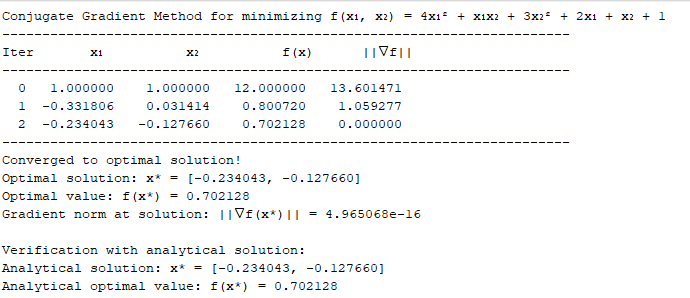 Conjugate Gradient Method for minimizing f(x₁, x₂) = 4x₁² + x₁x₂ + 3x₂² + 2x₁ + x₂ + 1
-----------------------------------------------------------------------
Iter x₁ x₂ f(x) ||∇f||
-----------------------------------------------------------------------
0 1.000000 1.000000 12.000000 13.601471
1 -0.331806 0.031414 0.800720 1.059277
2 -0.234043 -0.127660 0.702128 0.000000
-----------------------------------------------------------------------
Converged to optimal solution!
Optimal solution: x* = [-0.234043, -0.127660]
Optimal value: f(x*) = 0.702128
Gradient norm at solution: ||∇f(x*)|| = 4.965068e-16
Verification with analytical solution:
Analytical solution: x* = [-0.234043, -0.127660]
Analytical optimal value: f(x*) = 0.702128